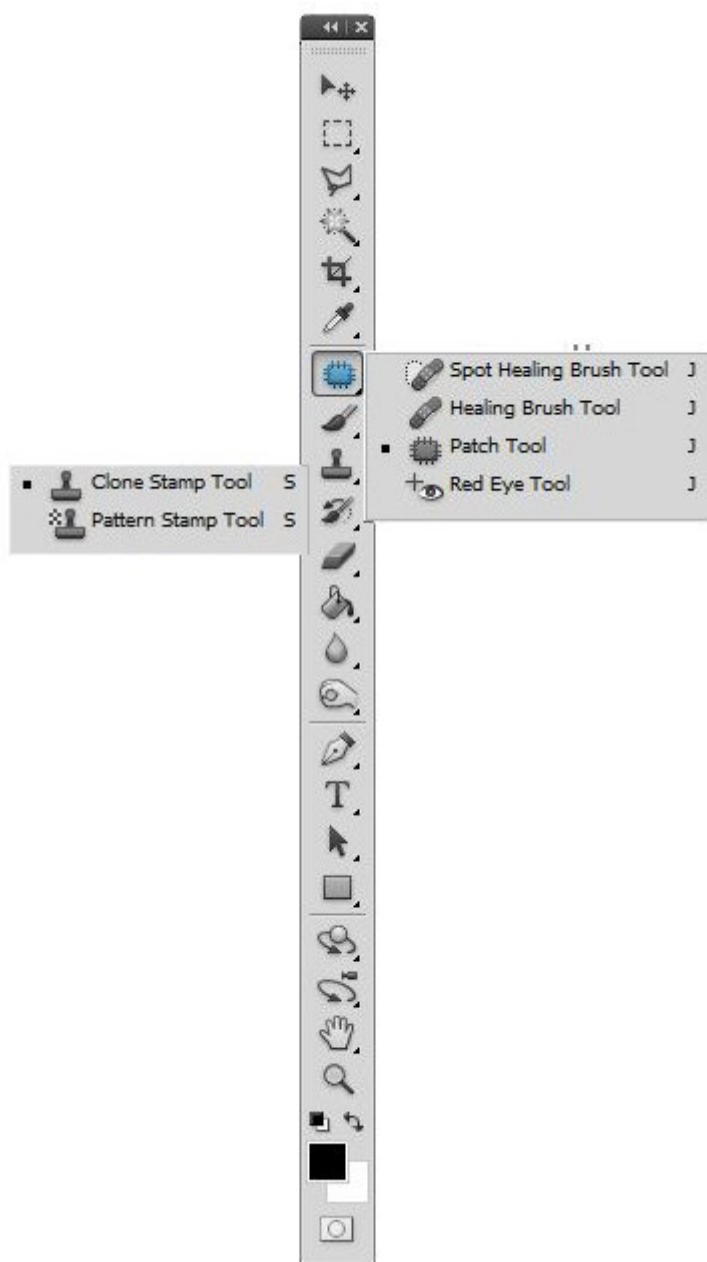 Spot Healing Brush Tool J
Healing Brush Tool J
Patch Tool J
Red Eye Tool J
Clone Stamp Tool S
Pattern Stamp Tool S
T